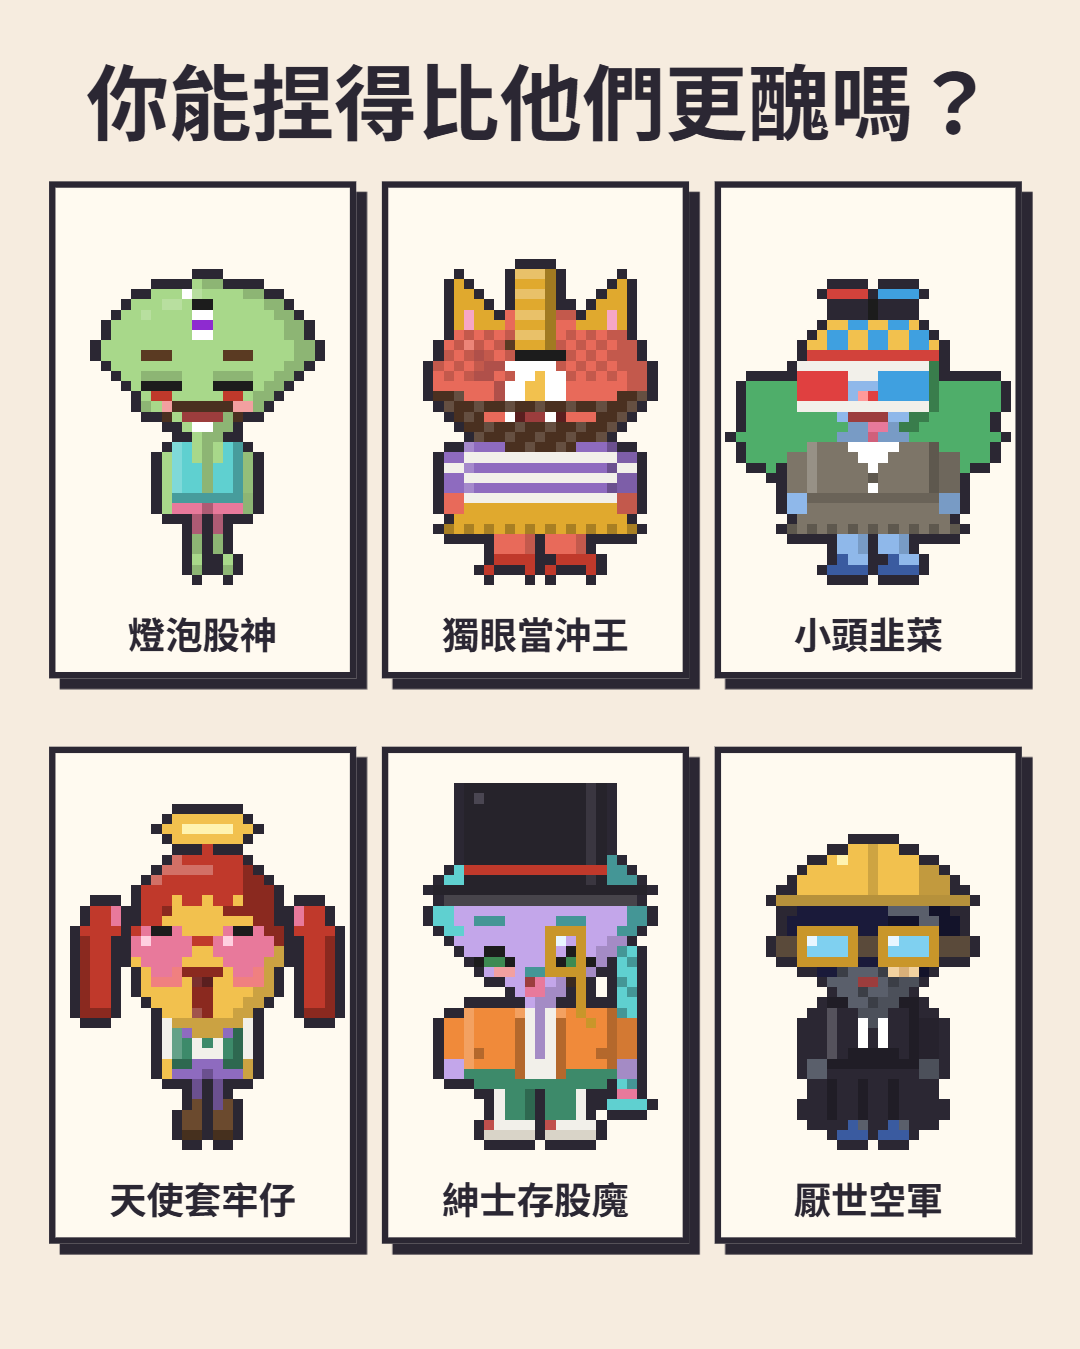 你能捏得比他們更醜嗎？
燈泡股神
獨眼當沖王
小頭韭菜
天使套牢仔
紳士存股魔
厭世空軍